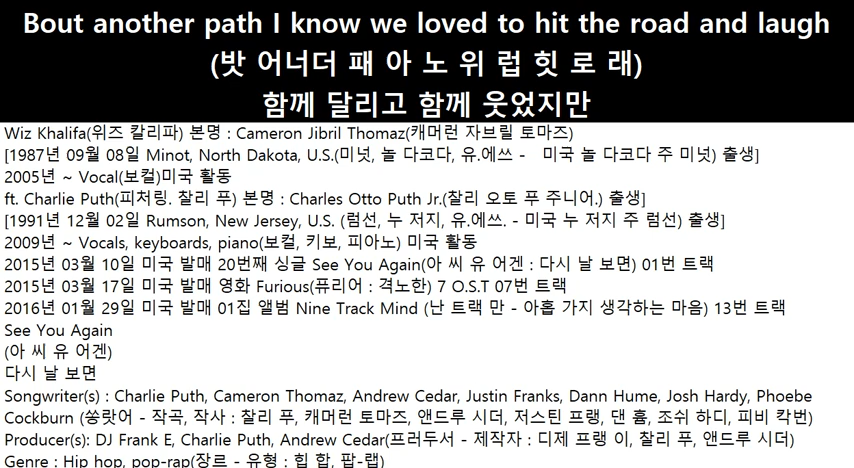 Bout another path I know we loved to hit the road and laugh
(밧 어너더 패 아 노 위 럽 힛 로 래)
함께 달리고 함께 웃었지만
Wiz Khalifa(위즈 칼리파) 본명 : Cameron Jibril Thomaz(캐머런 자브릴 토마즈)
[1987년 09월 08일 Minot, North Dakota, U.S.(미넛, 놀 다코다, 유.에쓰 - 미국 놀 다코다 주 미넛) 출생]
2005년 ~ Vocal(보컬)미국 활동
ft. Charlie Puth(피처링. 찰리 푸) 본명 : Charles Otto Puth Jr.(찰리 오토 푸 주니어.) 출생]
[1991년 12월 02일 Rumson, New Jersey, U.S. (럼선, 누 저지, 유.에쓰. - 미국 누 저지 주 럼선) 출생]
2009년 ~ Vocals, keyboards, piano(보컬, 키보, 피아노) 미국 활동
2015년 03월 10일 미국 발매 20번째 싱글 See You Again(아 씨 유 어겐 : 다시 날 보면) 01번 트랙
2015년 03월 17일 미국 발매 영화 Furious(퓨리어 : 격노한) 7 O.S.T 07번 트랙
2016년 01월 29일 미국 발매 01집 앨범 Nine Track Mind (난 트랙 만 - 아홉 가지 생각하는 마음) 13번 트랙
See You Again
(아 씨 유 어겐)
다시 날 보면
Songwriter(s) : Charlie Puth, Cameron Thomaz, Andrew Cedar, Justin Franks, Dann Hume, Josh Hardy, Phoebe
Cockburn (쏭랏어 - 작곡, 작사 : 찰리 푸, 캐머런 토마즈, 앤드루 시더, 저스틴 프랭, 댄 흄, 조쉬 하디, 피비 칵번)
Producer(s): DJ Frank E, Charlie Puth, Andrew Cedar(프러두서 - 제작자 : 디제 프랭 이, 찰리 푸, 앤드루 시더)
Genre : Hip hop, pop-rap(장르 - 유형 : 힙 합, 팝-랩)